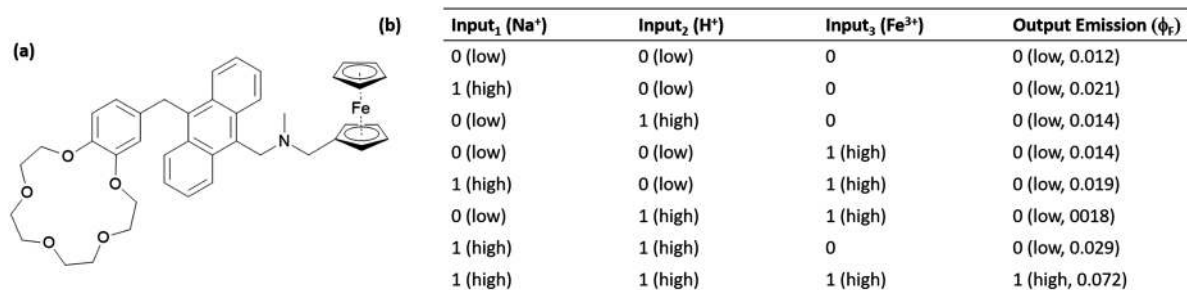 (a)
Fe
N
O
O
O
O
O
(b)
Input₁ (Na⁺) Input₂ (H⁺) Input₃ (Fe³⁺) Output Emission (ϕF)
0 (low) 0 (low) 0 0 (low, 0.012)
1 (high) 0 (low) 0 0 (low, 0.021)
0 (low) 1 (high) 0 0 (low, 0.014)
0 (low) 0 (low) 1 (high) 0 (low, 0.014)
1 (high) 0 (low) 1 (high) 0 (low, 0.019)
0 (low) 1 (high) 1 (high) 0 (low, 0018)
1 (high) 1 (high) 0 0 (low, 0.029)
1 (high) 1 (high) 1 (high) 1 (high, 0.072)